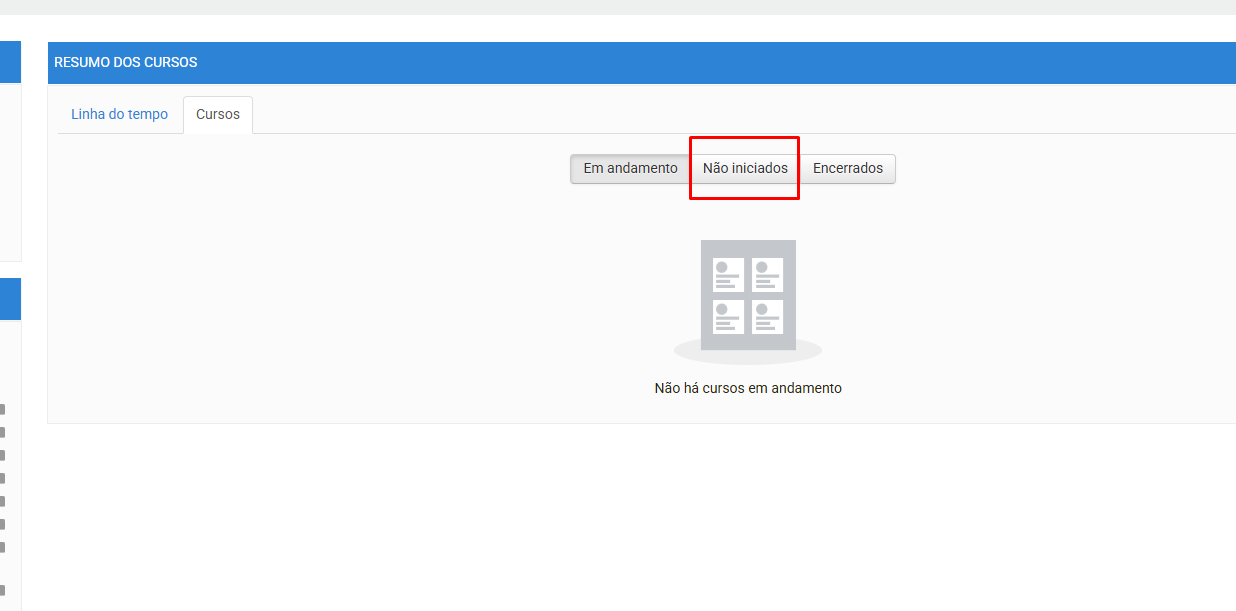 RESUMO DOS CURSOS
Linha do tempo Cursos
Em andamento Não iniciados Encerrados
Não há cursos em andamento